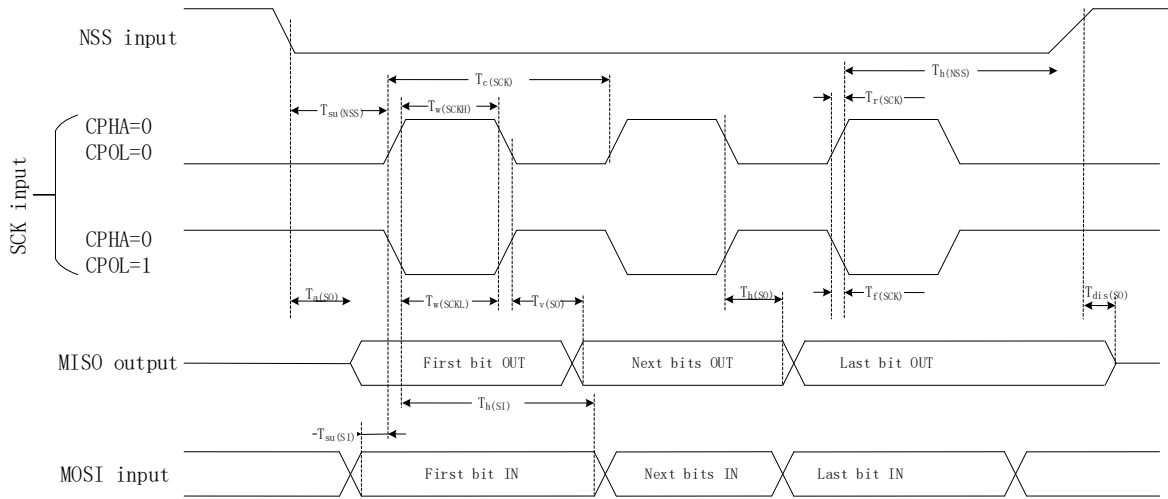 NSS input
Tc(SCK)
Th(NSS)
Tsu(NSS)
Tw(SCKH)
Tr(SCK)
CPHA=0
CPOL=0
SCK input
CPHA=0
CPOL=1
Ta(SO)
Tw(SCKL)
Tv(SO)
Th(SO)
Tf(SCK)
Tdis(SO)
MISO output
First bit OUT
Next bits OUT
Last bit OUT
Th(SI)
Tsu(SI)
MOSI input
First bit IN
Next bits IN
Last bit IN